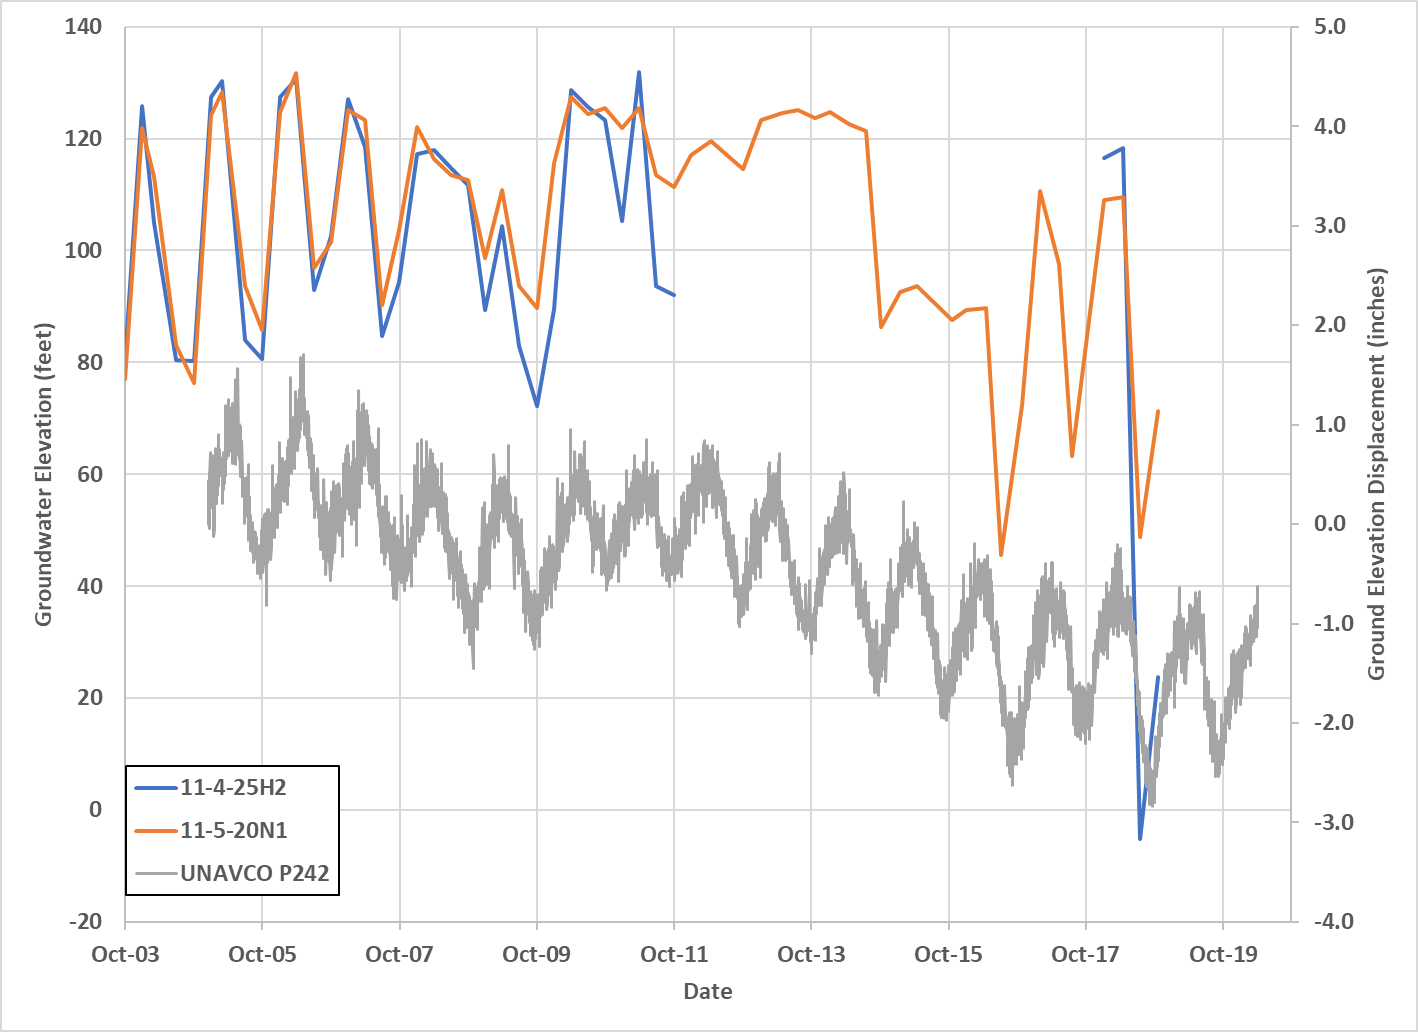 140
120
100
80
60
40
20
0
-20
Groundwater Elevation (feet)
5.0
4.0
3.0
2.0
1.0
0.0
-1.0
-2.0
-3.0
-4.0
Ground Elevation Displacement (inches)
11-4-25H2
11-5-20N1
UNAVCO P242
Oct-03 Oct-05 Oct-07 Oct-09 Oct-11 Oct-13 Oct-15 Oct-17 Oct-19
Date